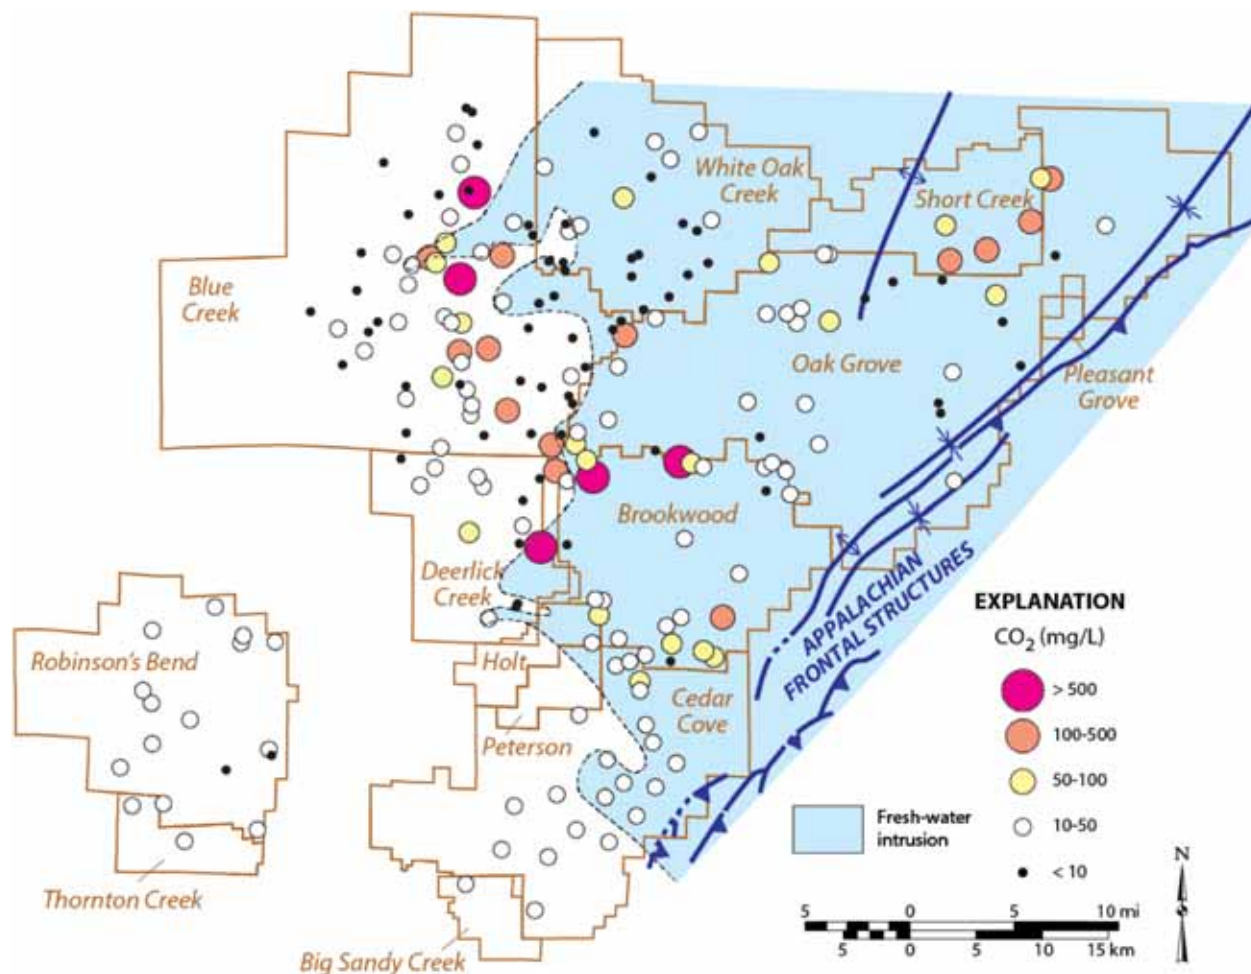 White Oak
Creek
Short Creek
Blue
Creek
Oak Grove
Pleasant
Grove
Brookwood
Deerlick
Creek
APPALACHIAN
FRONTAL STRUCTURES
Robinson's Bend
Holt
Cedar
Cove
Peterson
Thornton Creek
Big Sandy Creek
EXPLANATION
CO₂ (mg/L)
> 500
100-500
50-100
10-50
< 10
Fresh-water
intrusion
N
5 0 5 10 mi
5 0 5 10 15 km